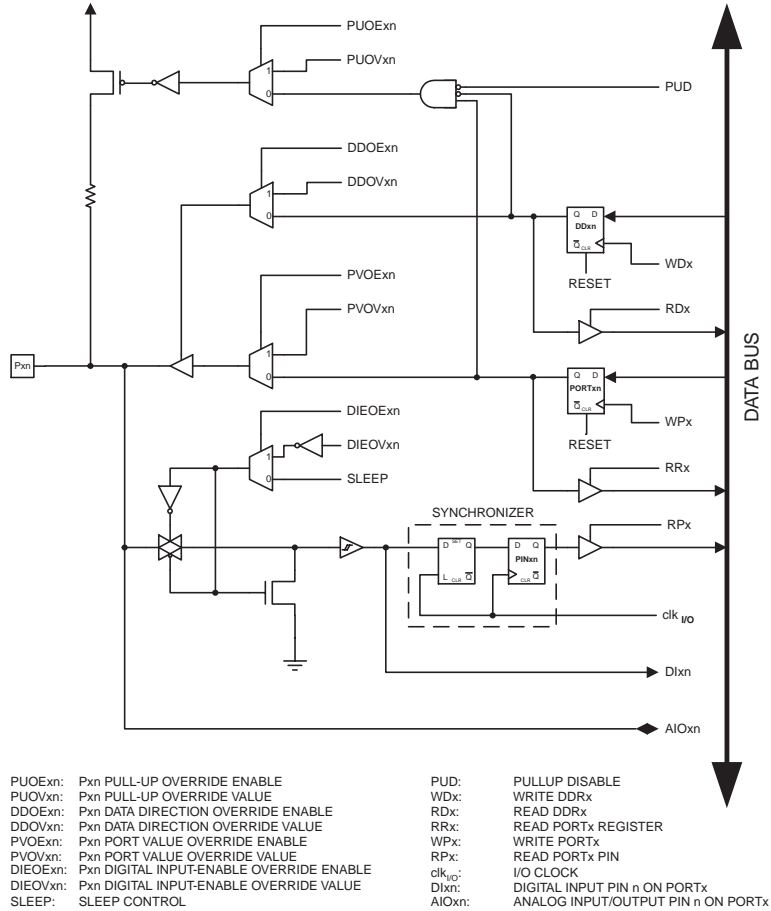 PUOExn
PUOVxn
1
0
PUD
DDOExn
DDOVxn
1
0
Q D
DDxn
Q CLR
WDx
RESET
RDx
PVOExn
PVOVxn
1
0
Pxn
Q D
PORTxn
Q CLR
WPx
RESET
DATA BUS
DIEOExn
DIEOVxn
1
0
SLEEP
RRx
SYNCHRONIZER
RPx
D SET Q
L CLR Q
D Q
PINxn
CLR Q
clk I/O
DIxn
AIOxn
PUOExn: Pxn PULL-UP OVERRIDE ENABLE
PUOVxn: Pxn PULL-UP OVERRIDE VALUE
DDOExn: Pxn DATA DIRECTION OVERRIDE ENABLE
DDOVxn: Pxn DATA DIRECTION OVERRIDE VALUE
PVOExn: Pxn PORT VALUE OVERRIDE ENABLE
PVOVxn: Pxn PORT VALUE OVERRIDE VALUE
DIEOExn: Pxn DIGITAL INPUT-ENABLE OVERRIDE ENABLE
DIEOVxn: Pxn DIGITAL INPUT-ENABLE OVERRIDE VALUE
SLEEP: SLEEP CONTROL
PUD: PULLUP DISABLE
WDx: WRITE DDRx
RDx: READ DDRx
RRx: READ PORTx REGISTER
WPx: WRITE PORTx
RPx: READ PORTx PIN
clkI/O: I/O CLOCK
DIxn: DIGITAL INPUT PIN n ON PORTx
AIOxn: ANALOG INPUT/OUTPUT PIN n ON PORTx